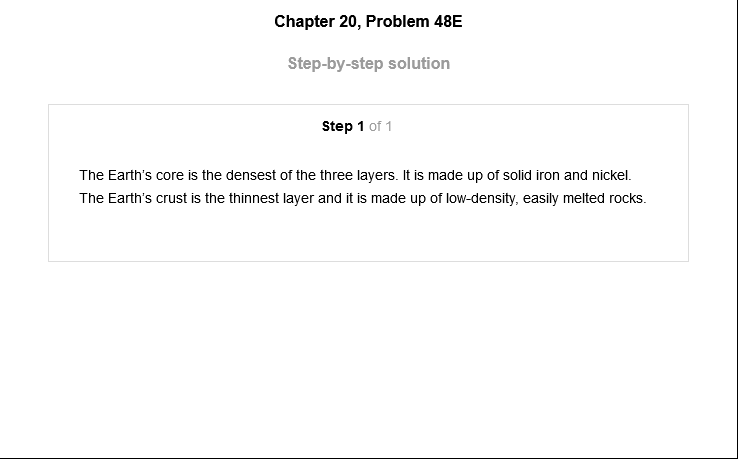 Chapter 20, Problem 48E
Step-by-step solution
Step 1 of 1
The Earth’s core is the densest of the three layers. It is made up of solid iron and nickel.
The Earth’s crust is the thinnest layer and it is made up of low-density, easily melted rocks.